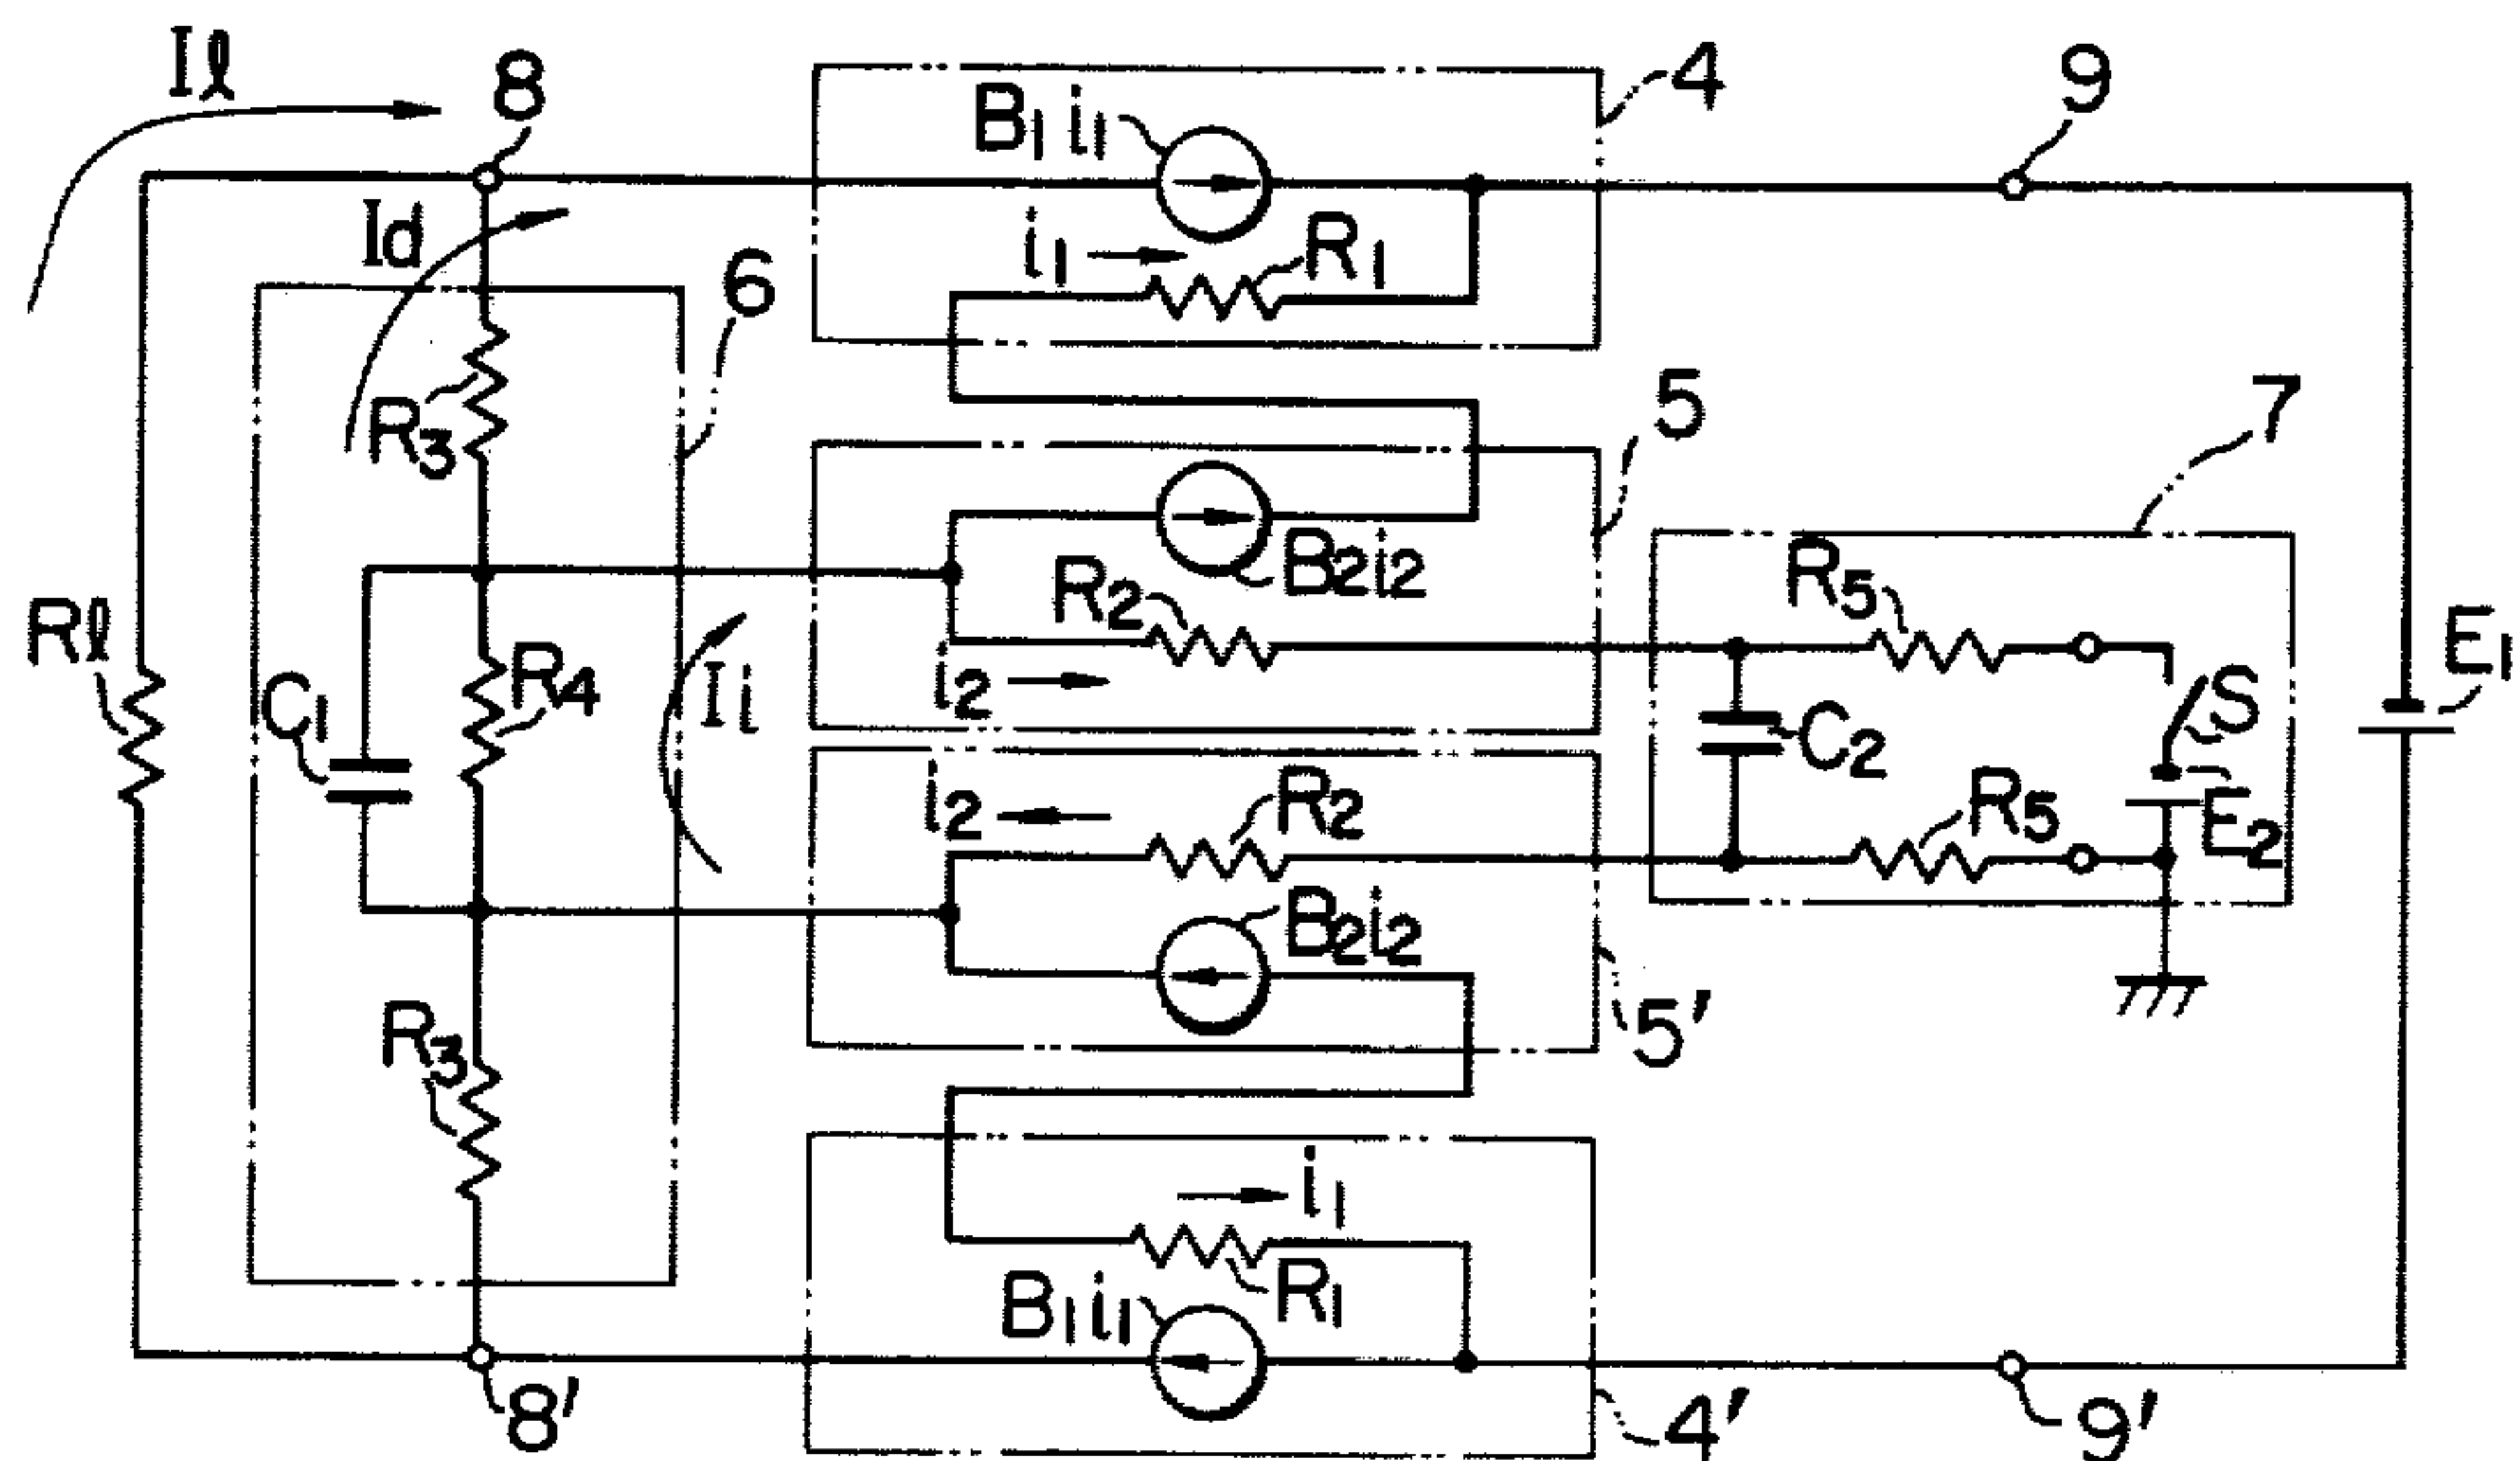 Iℓ
8
4
9
B1 i1
i1
R1
Id
6
R3
5
7
B2i2
R2
R5
i2
Rℓ
C1
R4
Ii
E1
S
C2
i2
R2
R5
E2
B2i2
5'
R3
i1
R1
B1 i1
8'
4'
9'